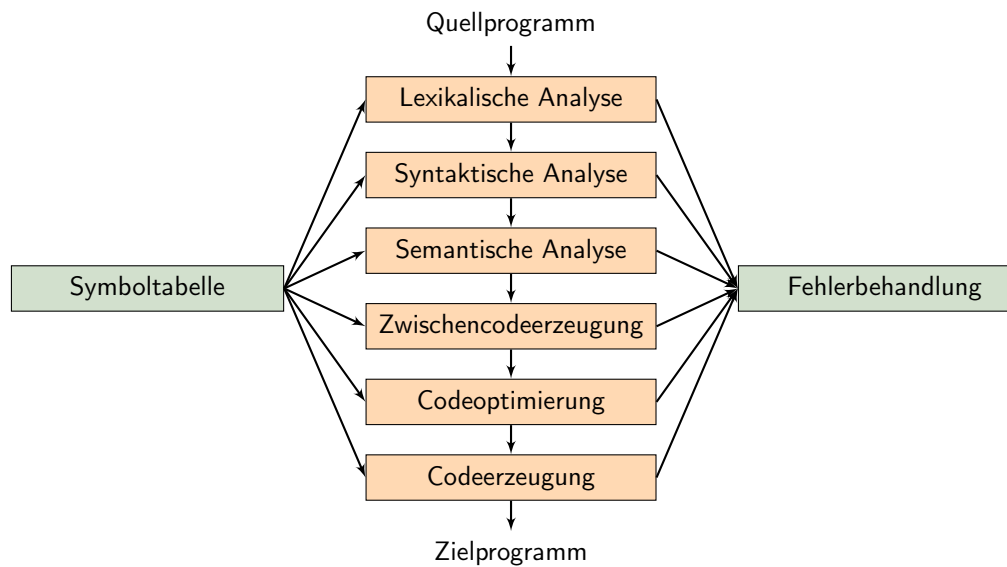 Quellprogramm
Lexikalische Analyse
Syntaktische Analyse
Semantische Analyse
Symboltabelle
Fehlerbehandlung
Zwischencodeerzeugung
Codeoptimierung
Codeerzeugung
Zielprogramm